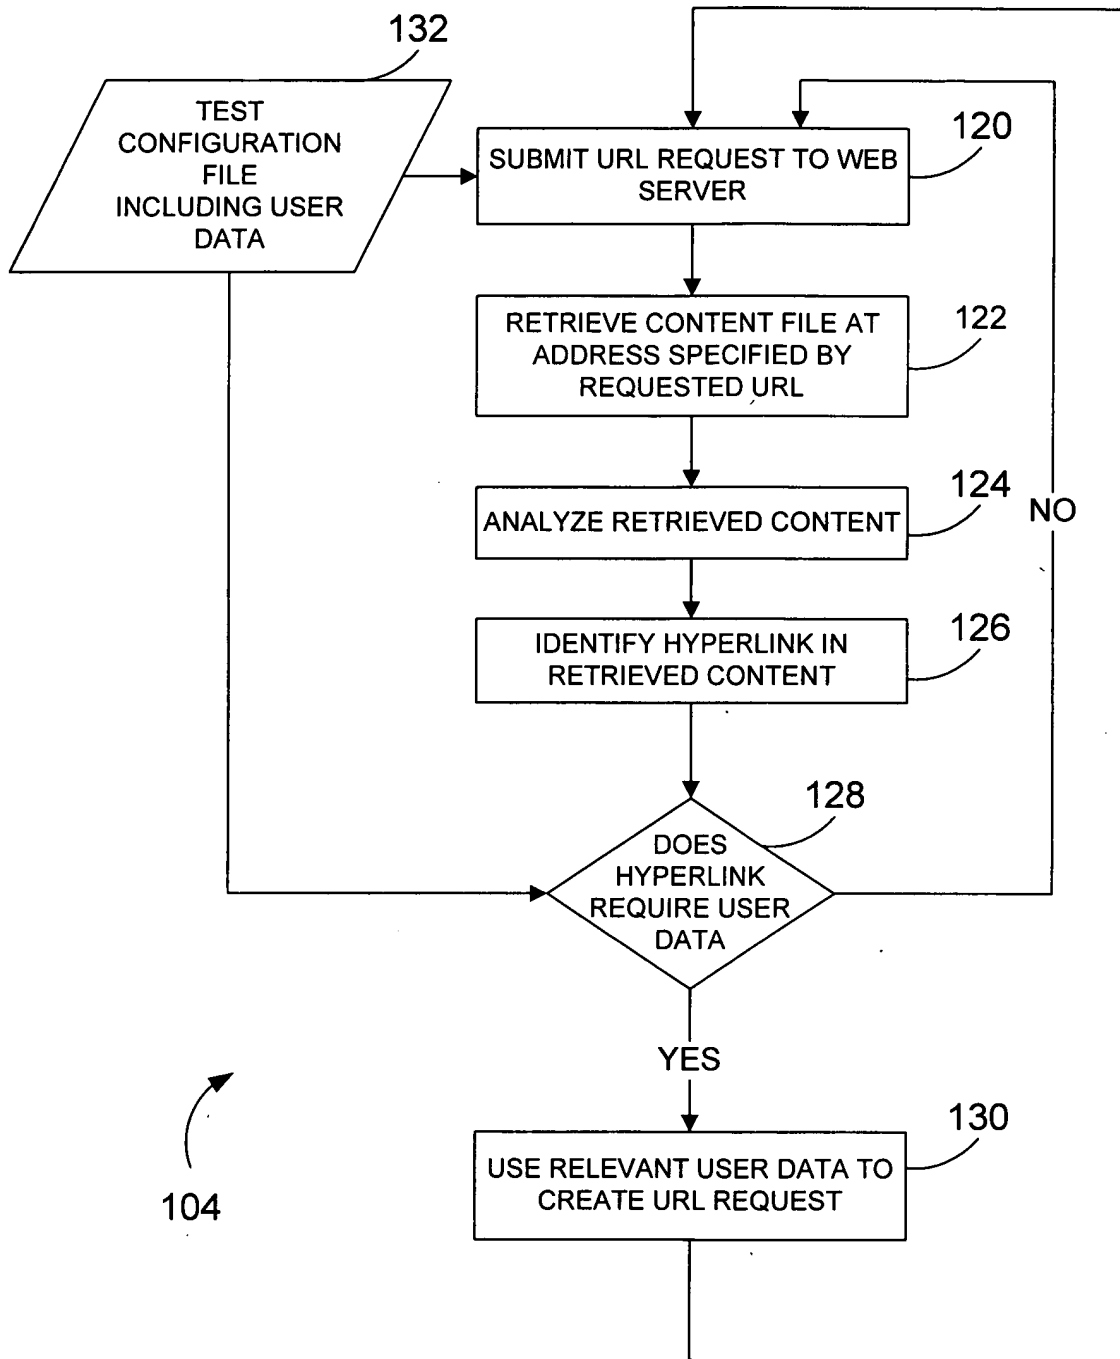 132
TEST
CONFIGURATION
FILE
INCLUDING USER
DATA
120
SUBMIT URL REQUEST TO WEB
SERVER
122
RETRIEVE CONTENT FILE AT
ADDRESS SPECIFIED BY
REQUESTED URL
124
ANALYZE RETRIEVED CONTENT
NO
126
IDENTIFY HYPERLINK IN
RETRIEVED CONTENT
128
DOES
HYPERLINK
REQUIRE USER
DATA
YES
130
USE RELEVANT USER DATA TO
CREATE URL REQUEST
104